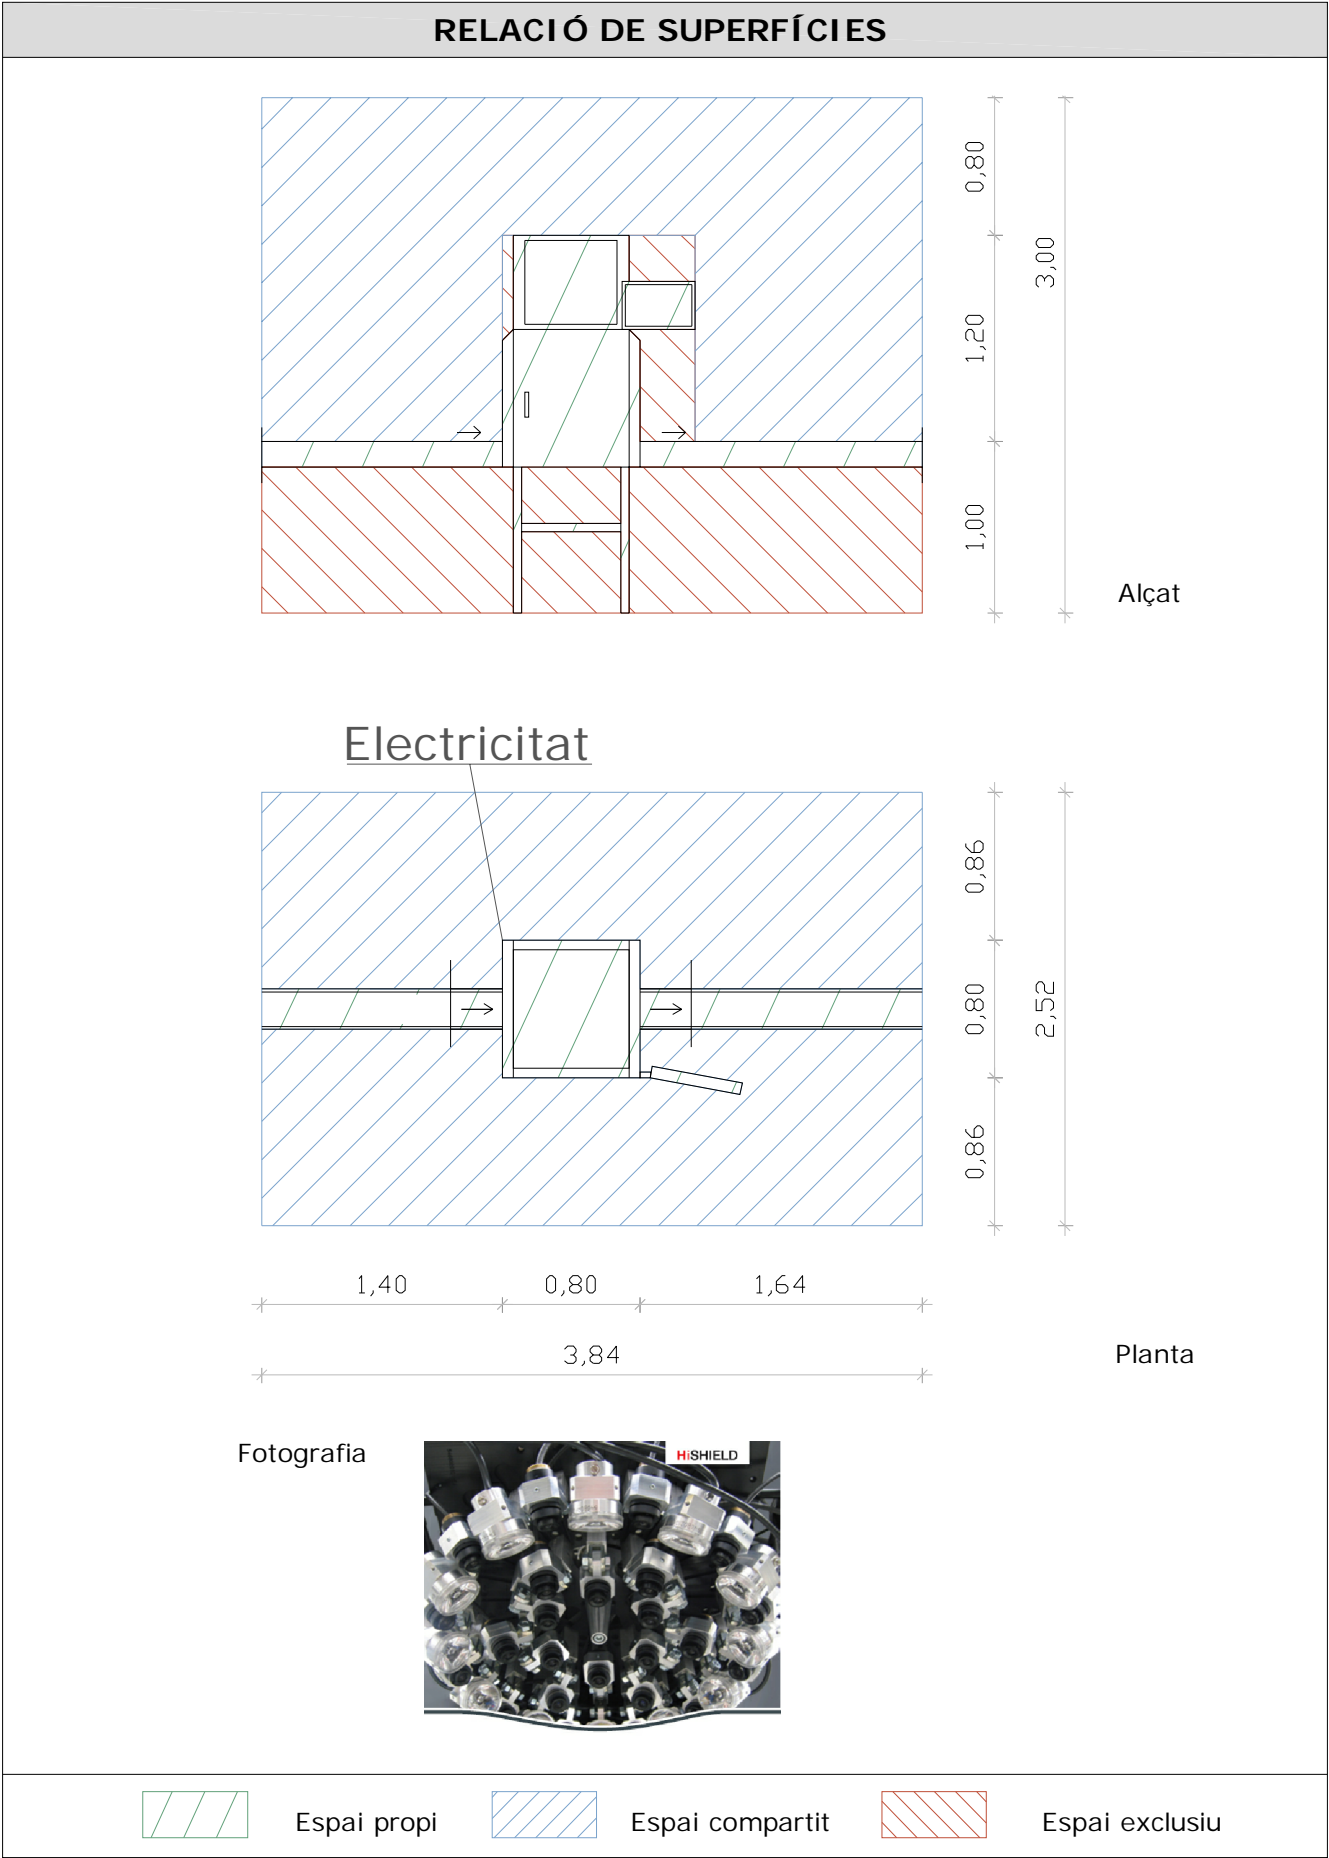 RELACIÓ DE SUPERFÍCIES
0,80
3,00
1,20
1,00
Alçat
Electricitat
0,86
0,80
2,52
0,86
1,40 0,80 1,64
3,84
Planta
Fotografia
HiSHIELD
Espai propi Espai compartit Espai exclusiu